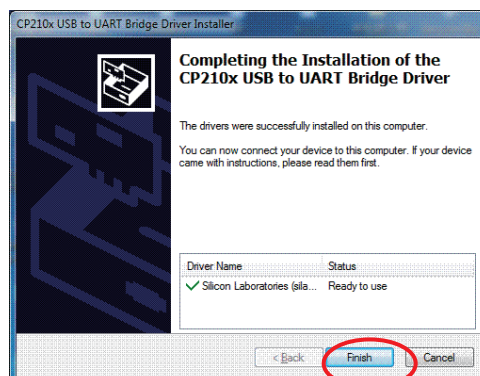 CP210x USB to UART Bridge Driver Installer
Completing the Installation of the
CP210x USB to UART Bridge Driver
The drivers were successfully installed on this computer.
You can now connect your device to this computer. If your device
came with instructions, please read them first.
Driver Name Status
Silicon Laboratories (sila... Ready to use
< Back Finish Cancel